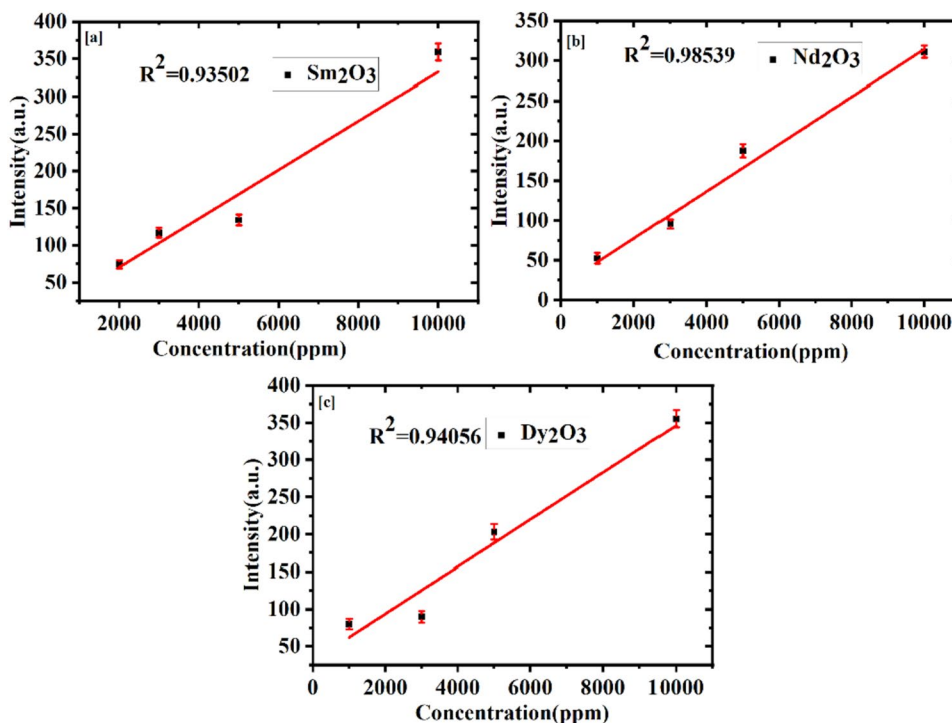 [a]
R2=0.93502
Sm2O3
Intensity(a.u.)
400
350
300
250
200
150
100
50
2000 4000 6000 8000 10000
Concentration(ppm)
[b]
R2=0.98539
Nd2O3
Intensity(a.u.)
350
300
250
200
150
100
50
0
0 2000 4000 6000 8000 10000
Concentration(ppm)
[c]
R2=0.94056
Dy2O3
Intensity(a.u.)
400
350
300
250
200
150
100
50
0 2000 4000 6000 8000 10000
Concentration(ppm)